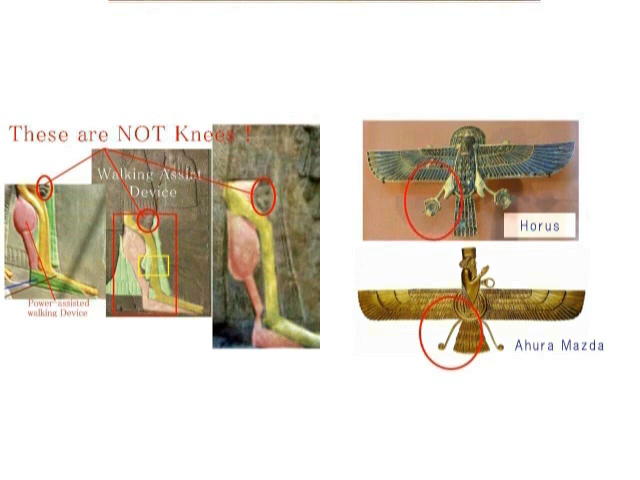 These are NOT Knees !
Walking Assist
Device
Power assisted
walking Device
Horus
Ahura Mazda